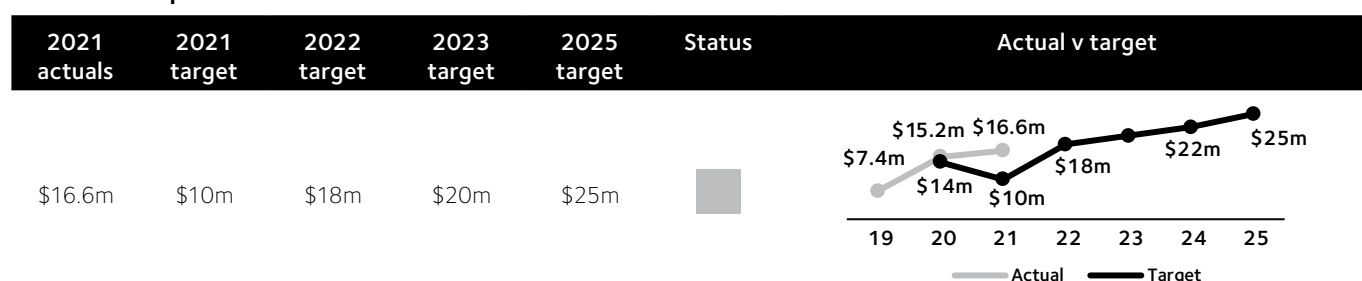 2021 actuals
2021 target
2022 target
2023 target
2025 target
Status
Actual v target
$16.6m
$10m
$18m
$20m
$25m
$7.4m
$15.2m
$16.6m
$14m
$10m
$18m
$22m
$25m
19 20 21 22 23 24 25
Actual Target